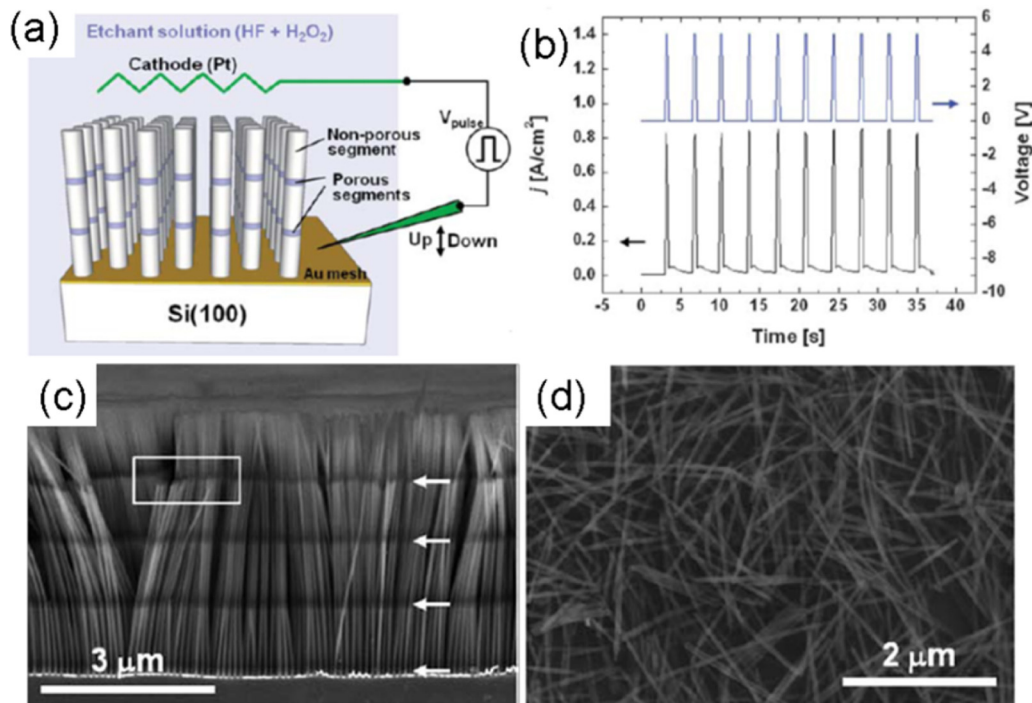 (a)
Etchant solution (HF + H₂O₂)
Cathode (Pt)
V_pulse
Non-porous
segment
Porous
segments
Up
Down
Au mesh
Si(100)
(b)
1.4
1.2
1.0
0.8
0.6
0.4
0.2
0.0
j [A/cm²]
6
4
2
0
-2
-4
-6
-8
-10
Voltage [V]
-5 0 5 10 15 20 25 30 35 40
Time [s]
(c)
3 μm
(d)
2 μm